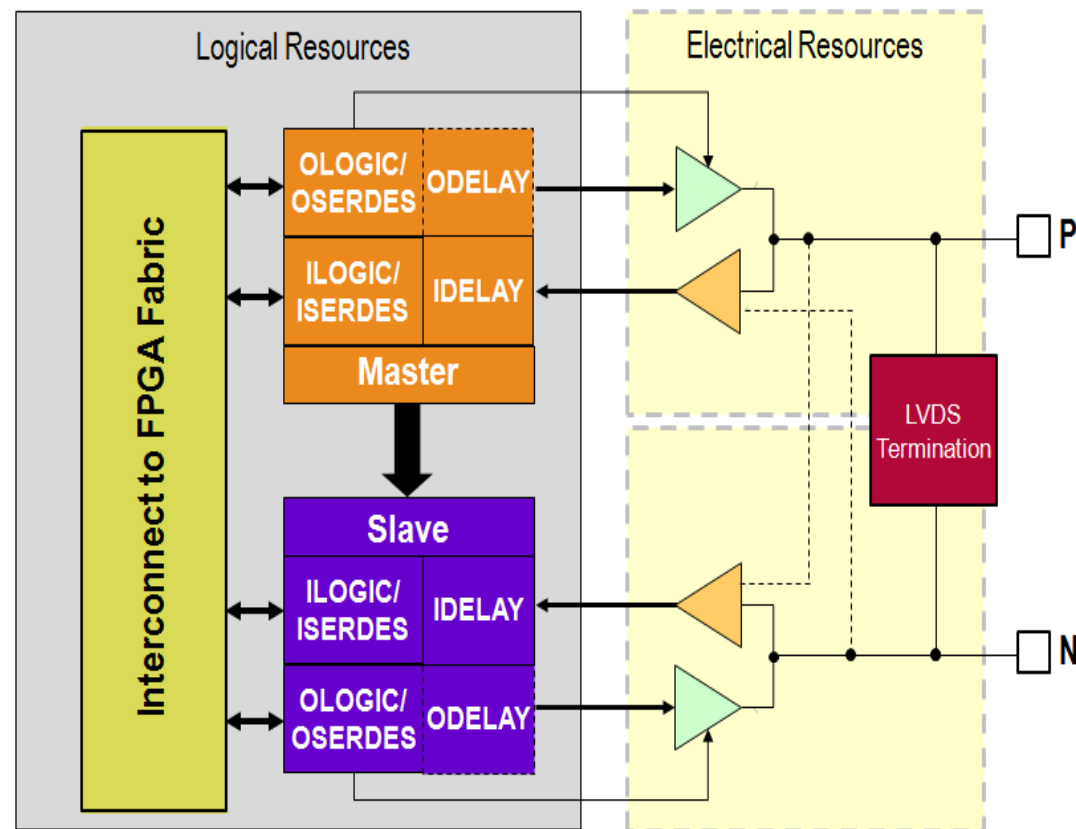 Logical Resources
Electrical Resources
Interconnect to FPGA Fabric
OLOGIC/
OSERDES
ODELAY
ILOGIC/
ISERDES
IDELAY
Master
Slave
ILOGIC/
ISERDES
IDELAY
OLOGIC/
OSERDES
ODELAY
P
LVDS
Termination
N